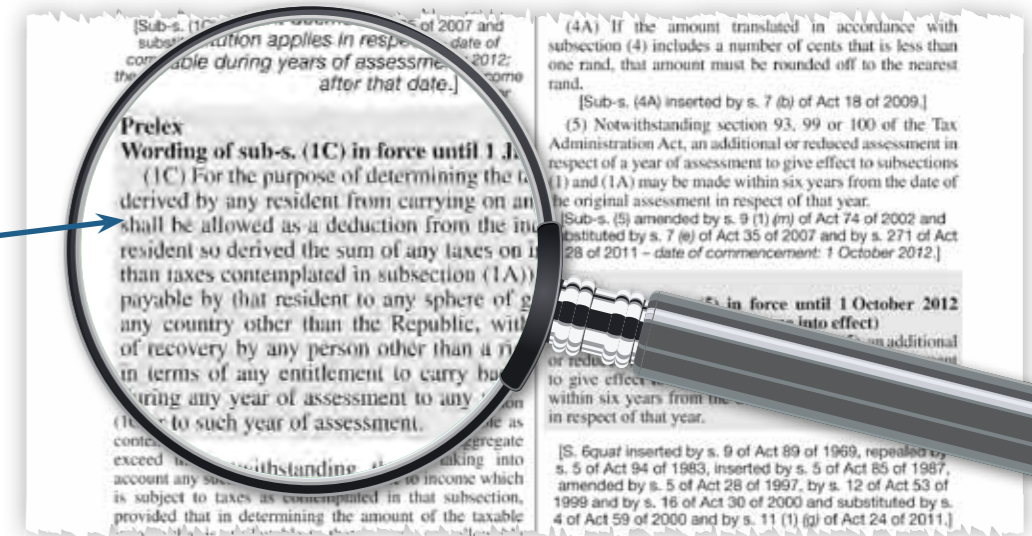 [Sub-s. (1C) of 2007 and
substitution applies in respect date of
able during years of assessme 2012;
the
after that date.]
Prelex
Wording of sub-s. (1C) in force until 1 J
(1C) For the purpose of determining the
derived by any resident from carrying on an
shall be allowed as a deduction from the in
resident so derived the sum of any taxes on
than taxes contemplated in subsection (1A))
payable by that resident to any sphere of g
any country other than the Republic, with
of recovery by any person other than a
in terms of any entitlement to carry ba
uring any year of assessment to any
to such year of assessment.
as
aggregate
exceed withstanding taking into
account any to income which
is subject to taxes as contemplated in that subsection,
provided that in determining the amount of the taxable
(4A) If the amount translated in accordance with
subsection (4) includes a number of cents that is less than
one rand, that amount must be rounded off to the nearest
rand.
[Sub-s. (4A) inserted by s. 7 (b) of Act 18 of 2009.]
(5) Notwithstanding section 93, 99 or 100 of the Tax
Administration Act, an additional or reduced assessment in
respect of a year of assessment to give effect to subsections
(1) and (1A) may be made within six years from the date of
the original assessment in respect of that year.
[Sub-s. (5) amended by s. 9 (1) (m) of Act 74 of 2002 and
substituted by s. 7 (e) of Act 35 of 2007 and by s. 271 of Act
28 of 2011 – date of commencement: 1 October 2012.]
in force until 1 October 2012
into effect)
an additional
or
to give effect
within six years from the
in respect of that year.
[S. 6quat inserted by s. 9 of Act 89 of 1969, repealed by
s. 5 of Act 94 of 1983, inserted by s. 5 of Act 85 of 1987,
amended by s. 5 of Act 28 of 1997, by s. 12 of Act 53 of
1999 and by s. 16 of Act 30 of 2000 and substituted by s.
4 of Act 59 of 2000 and by s. 11 (1) (g) of Act 24 of 2011.]